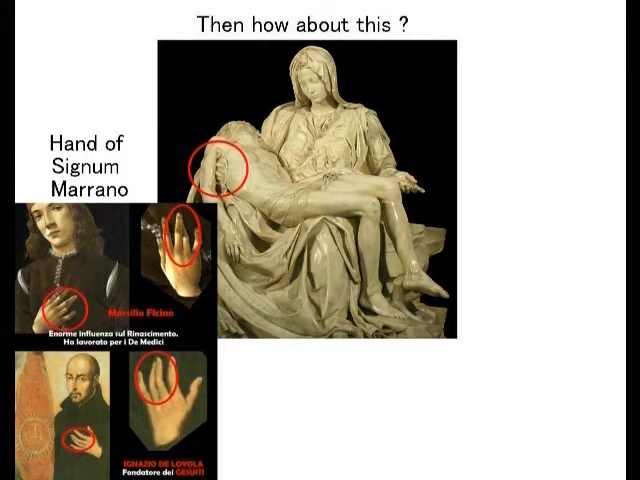 Then how about this ?
Hand of
Signum
Marrano
Marsilio Ficino
Enorme influenza sul Rinascimento.
Ha lavorato per i De Medici
IGNAZIO DE LOYOLA
Fondatore dei GESUITI